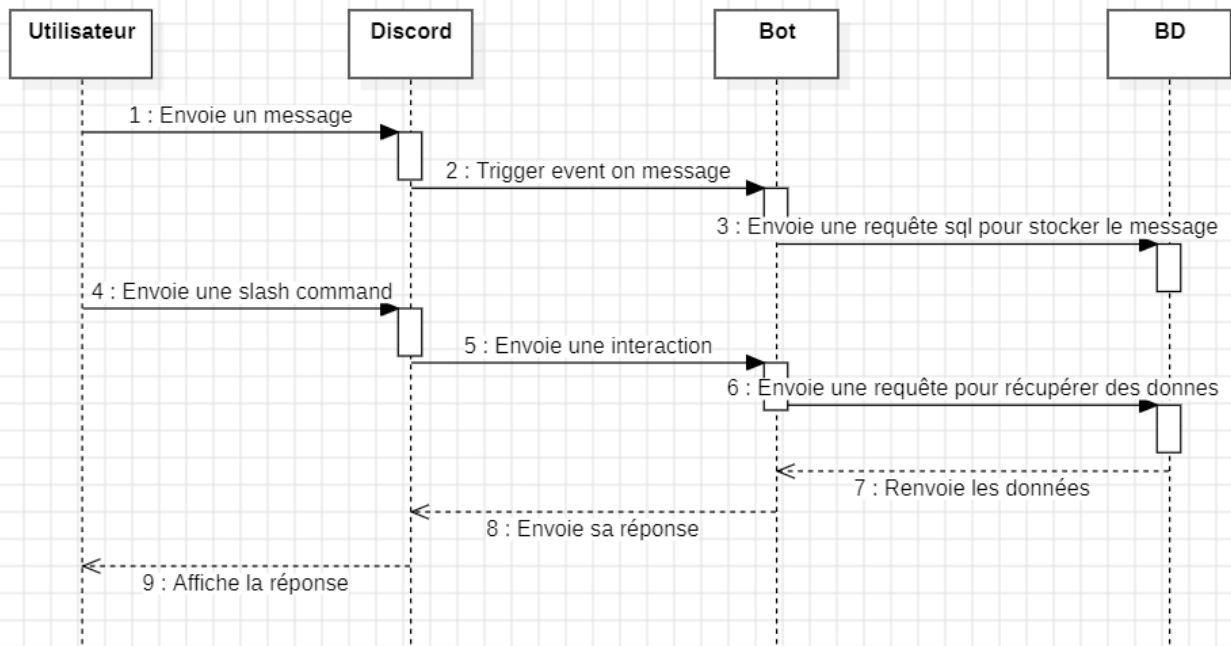 Utilisateur
Discord
Bot
BD
1 : Envoie un message
2 : Trigger event on message
3 : Envoie une requête sql pour stocker le message
4 : Envoie une slash command
5 : Envoie une interaction
6 : Envoie une requête pour récupérer des donnes
7 : Renvoie les données
8 : Envoie sa réponse
9 : Affiche la réponse